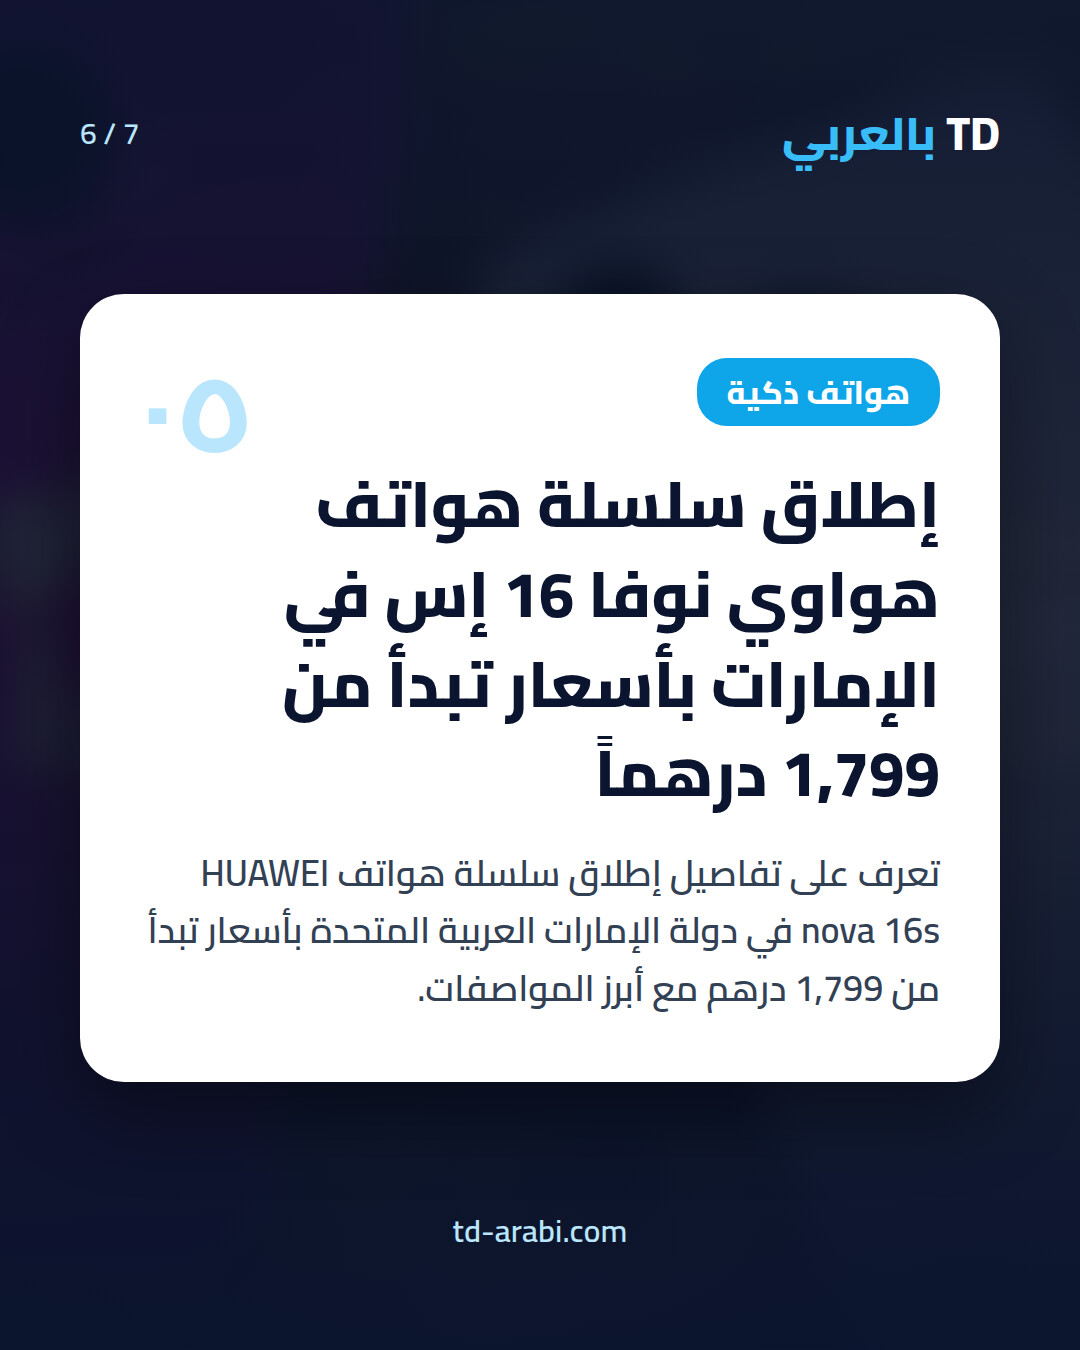 TD بالعربي
6 / 7
هواتف ذكية
٠٥
إطلاق سلسلة هواتف
هواوي نوفا 16 إس في
الإمارات بأسعار تبدأ من
1,799 درهماً
تعرف على تفاصيل إطلاق سلسلة هواتف HUAWEI
nova 16s في دولة الإمارات العربية المتحدة بأسعار تبدأ
من 1,799 درهم مع أبرز المواصفات.
td-arabi.com